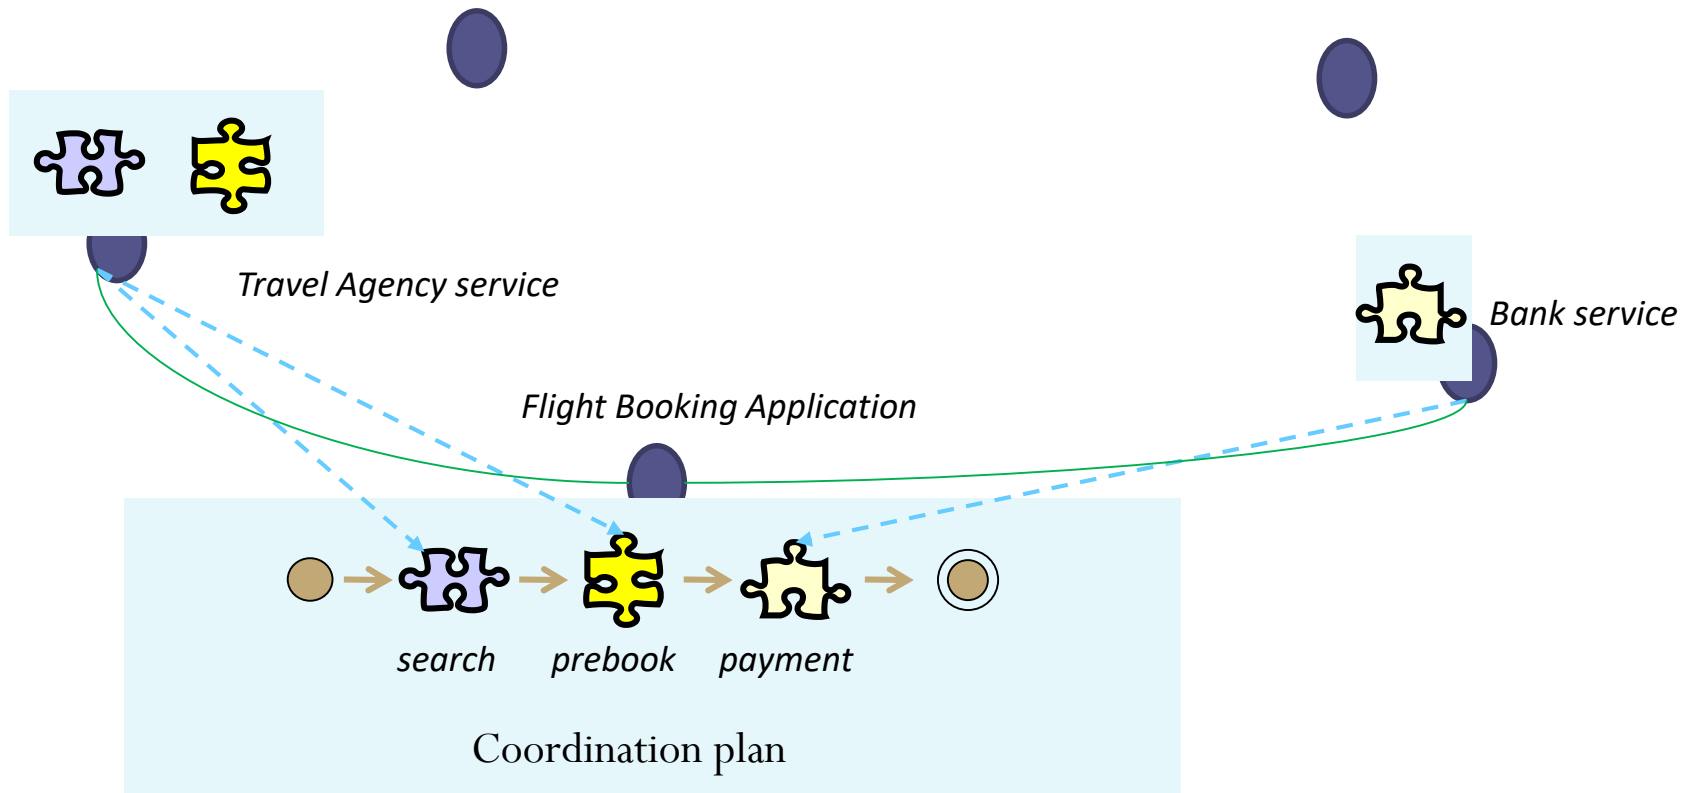 Travel Agency service
Bank service
Flight Booking Application
search
prebook
payment
Coordination plan